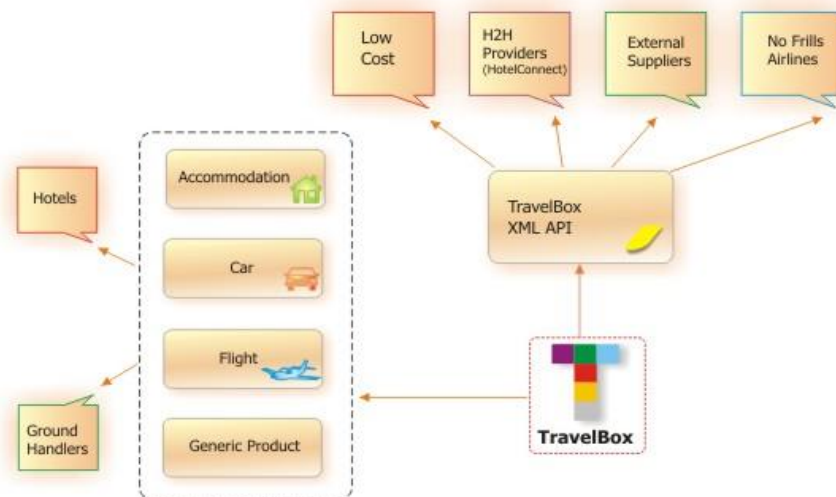 Low
Cost
H2H
Providers
(HotelConnect)
External
Suppliers
No Frills
Airlines
Accommodation
Hotels
TravelBox
XML API
Car
Flight
Ground
Handlers
Generic Product
TravelBox